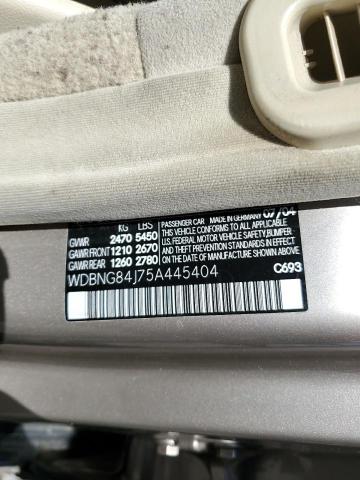 KG LBS PASSENGER CAR MADE IN GERMANY 07/04
GVWR 2470 5450 THIS VEHICLE CONFORMS TO ALL APPLICABLE
GAWR FRONT 1210 2670 U.S. FEDERAL MOTOR VEHICLE SAFETY, BUMPER
GAWR REAR 1260 2780 AND THEFT PREVENTION STANDARDS IN EFFECT ON THE
DATE OF MANUFACTURE SHOWN ABOVE.
WDBNG84J75A445404 C693